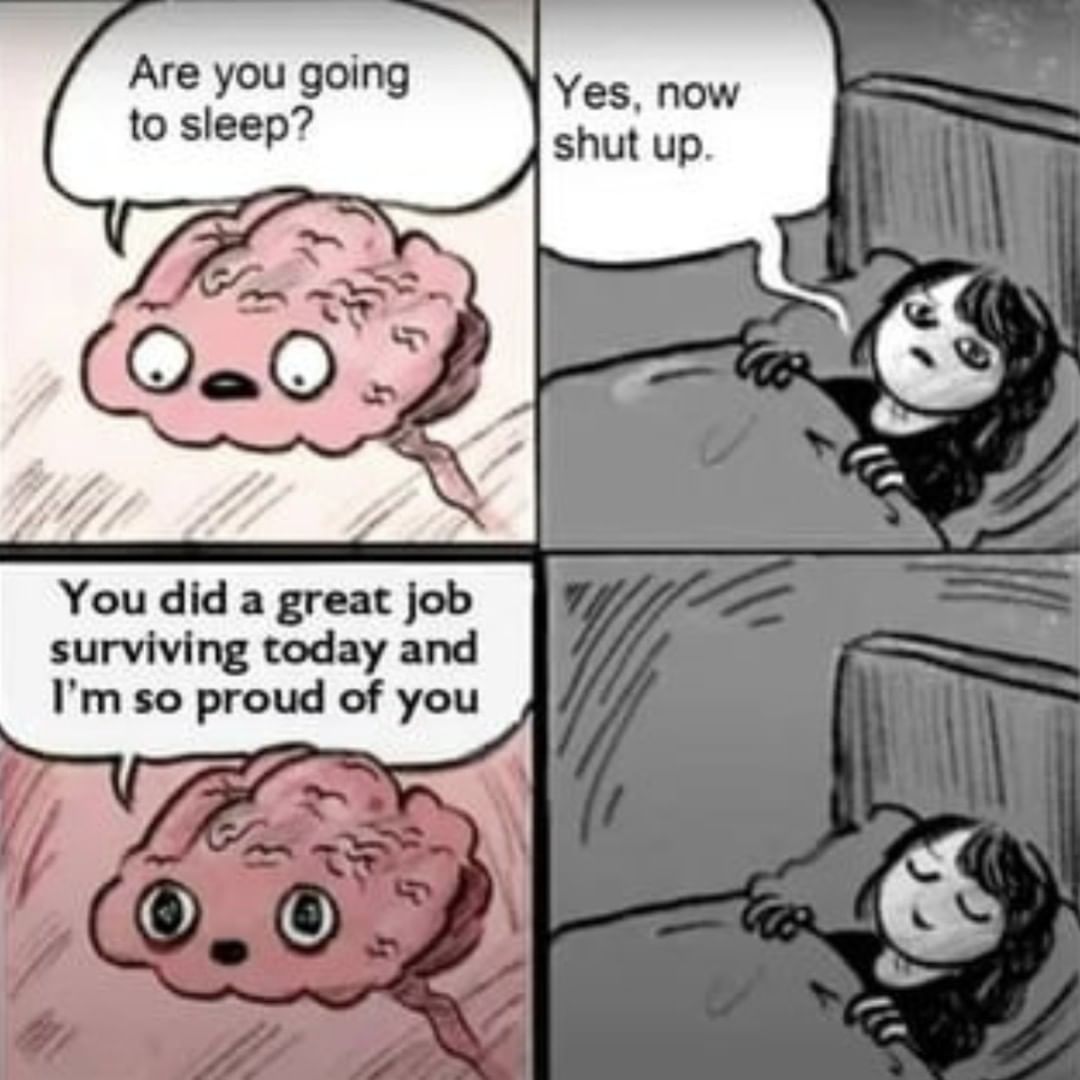 Are you going
to sleep?
Yes, now
shut up.
You did a great job
surviving today and
I'm so proud of you